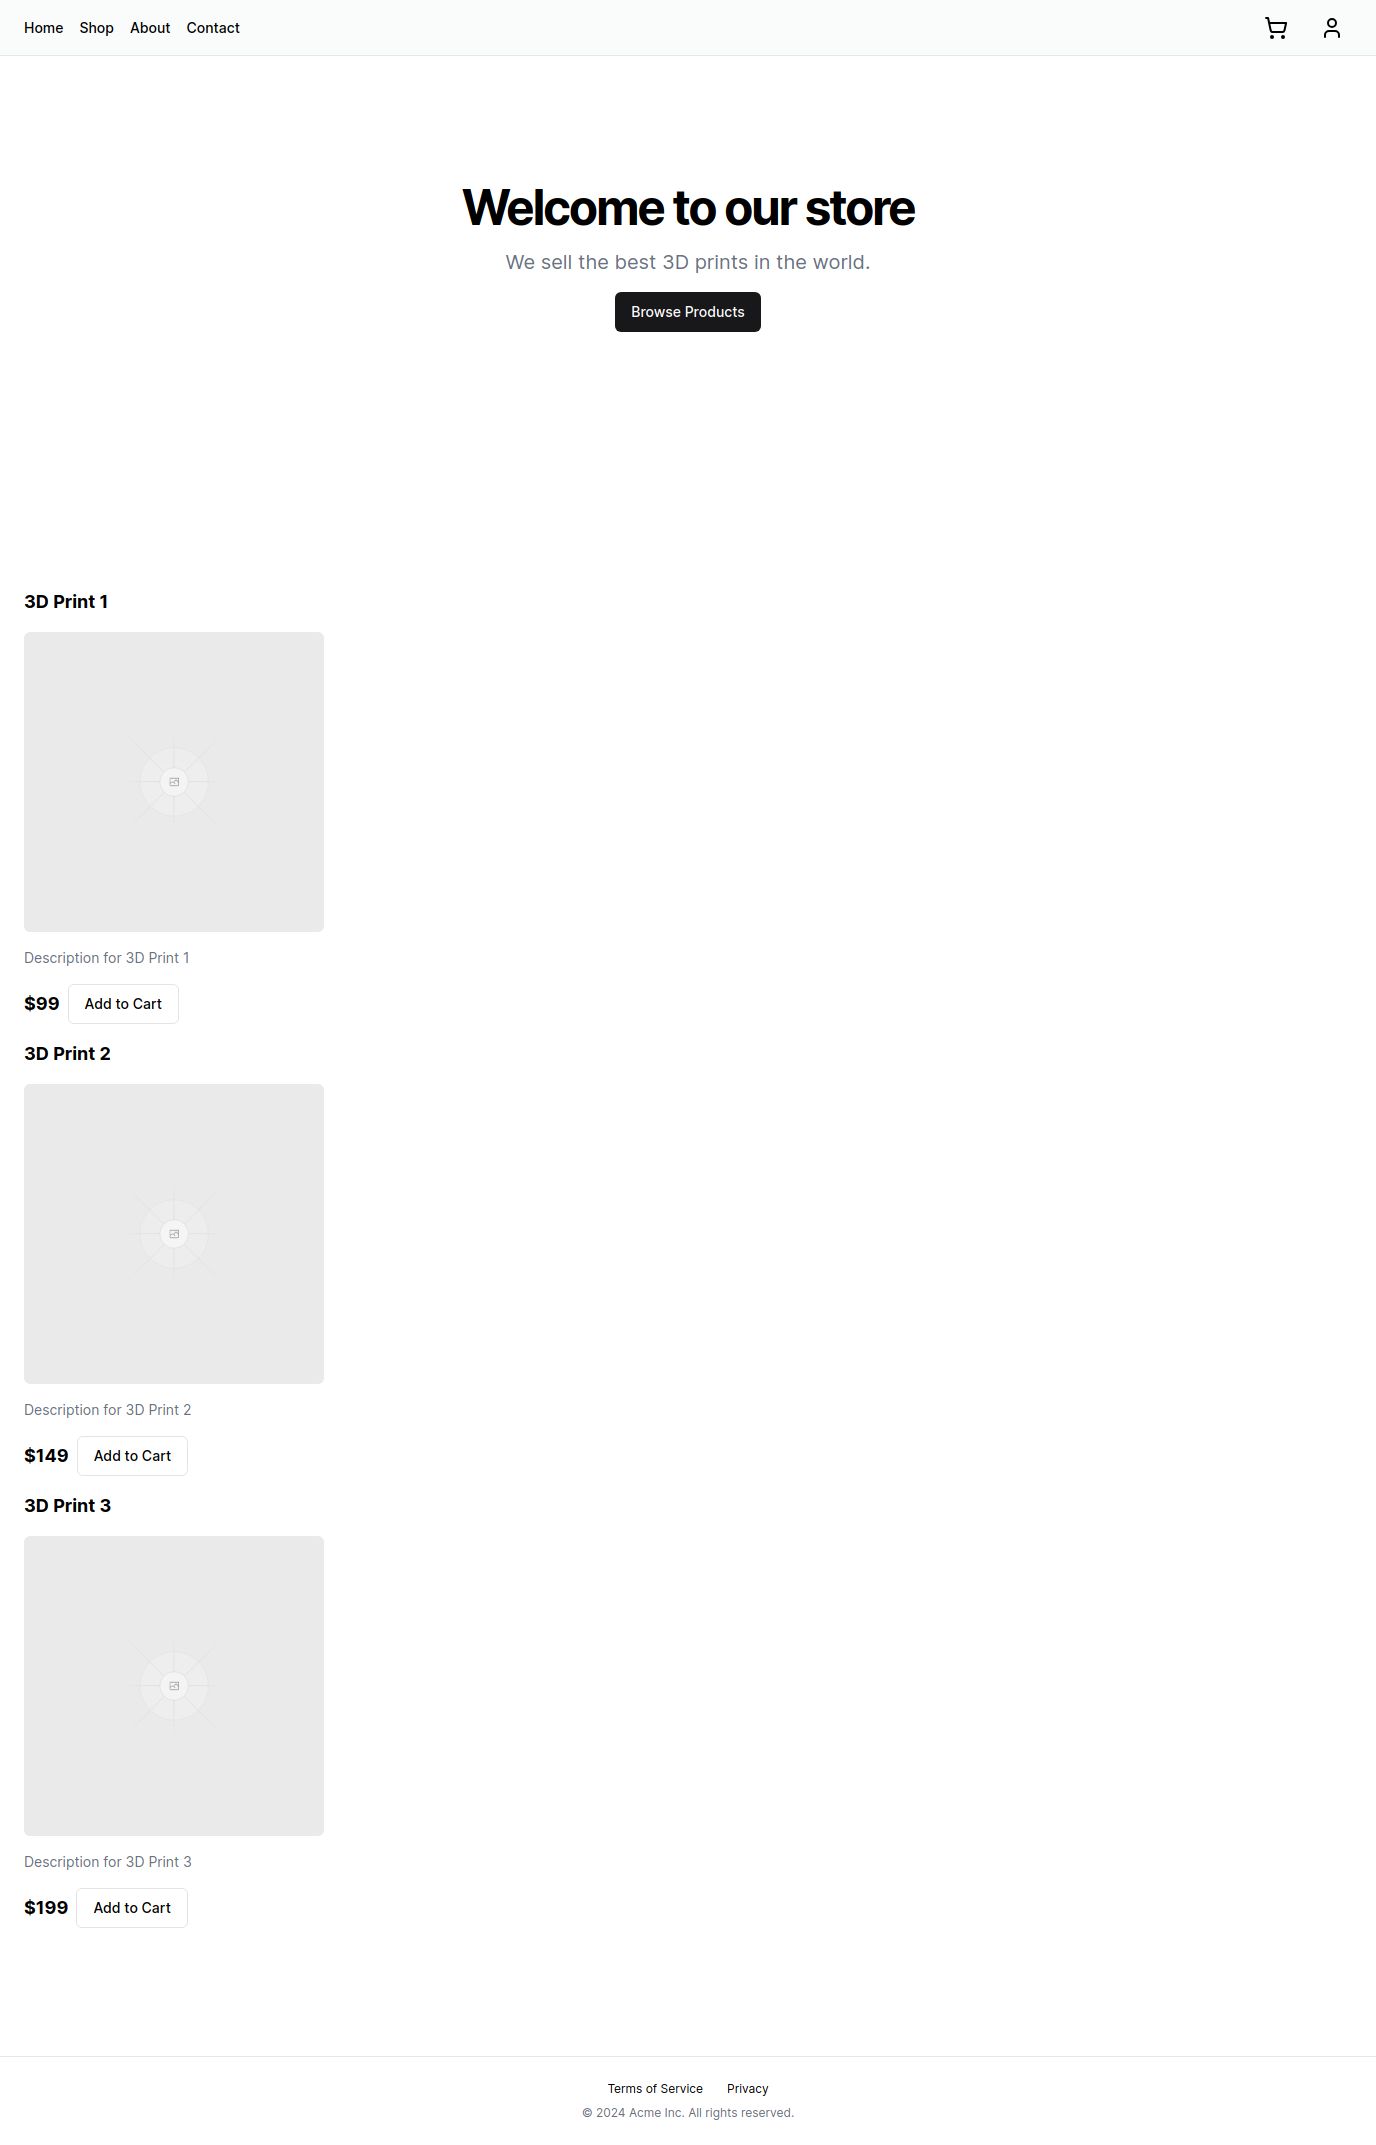 Home Shop About Contact
Welcome to our store
We sell the best 3D prints in the world.
Browse Products
3D Print 1
Description for 3D Print 1
$99 Add to Cart
3D Print 2
Description for 3D Print 2
$149 Add to Cart
3D Print 3
Description for 3D Print 3
$199 Add to Cart
Terms of Service Privacy
© 2024 Acme Inc. All rights reserved.